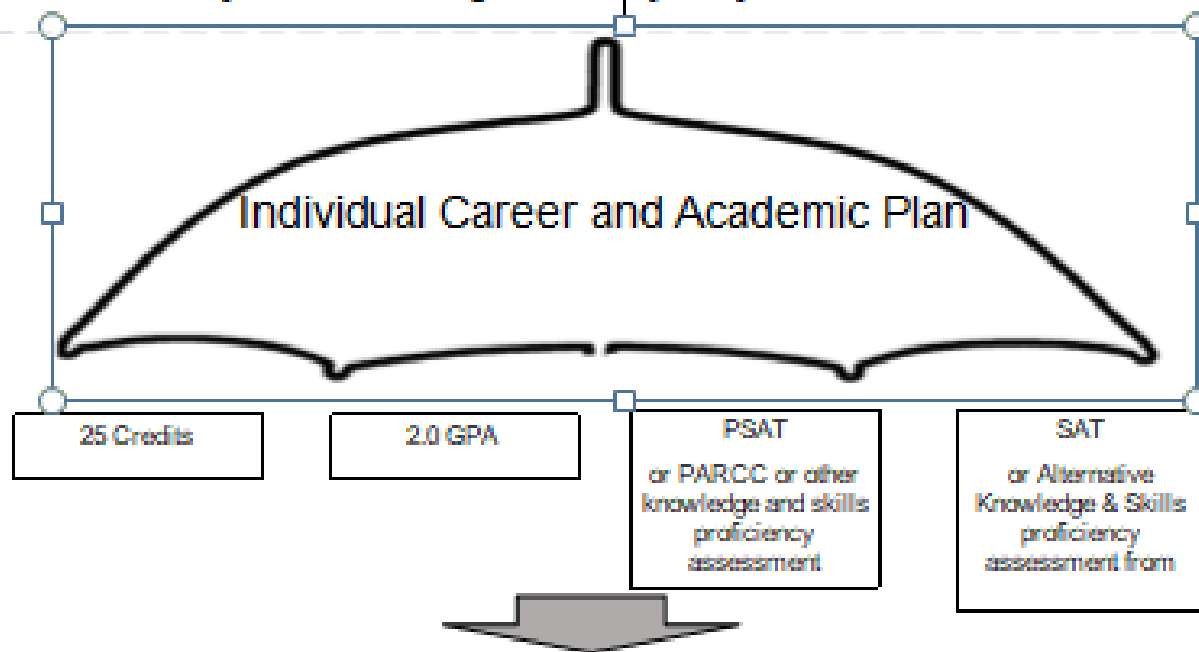 Individual Career and Academic Plan
25 Credits
2.0 GPA
PSAT
or PARCC or other
knowledge and skills
proficiency
assessment
SAT
or Alternative
Knowledge & Skills
proficiency
assessment from